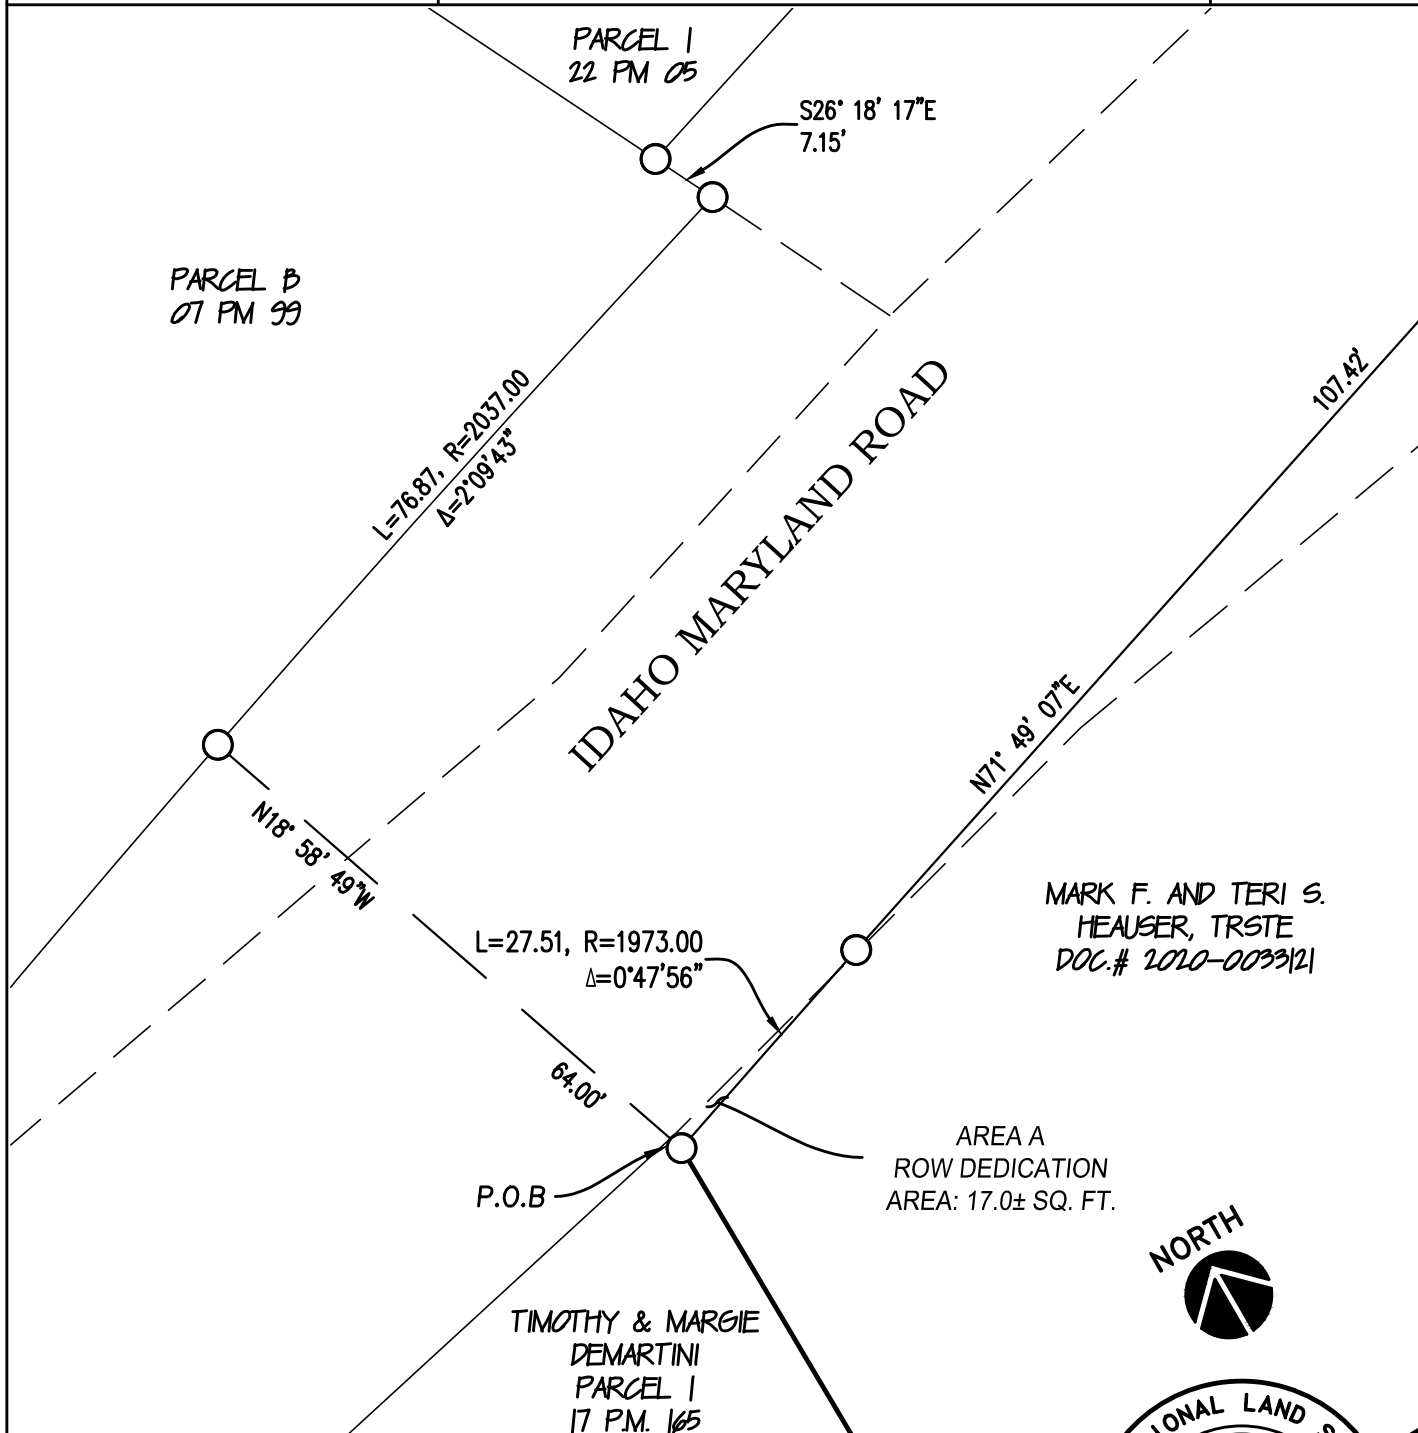 PARCEL 1
22 PM 05
S26° 18' 17"E
7.15'
PARCEL B
07 PM 99
107.42'
L=76.87, R=2037.00
Δ=2°09'43"
IDAHO MARYLAND ROAD
N71° 49' 07"E
N18° 58' 49"W
MARK F. AND TERI S.
HEAUSER, TRSTE
DOC.# 2020-0033121
L=27.51, R=1973.00
Δ=0°47'56"
64.00'
AREA A
ROW DEDICATION
AREA: 17.0± SQ. FT.
P.O.B
NORTH
TIMOTHY & MARGIE
DEMARTINI
PARCEL 1
17 P.M. 165
IONAL LAND S